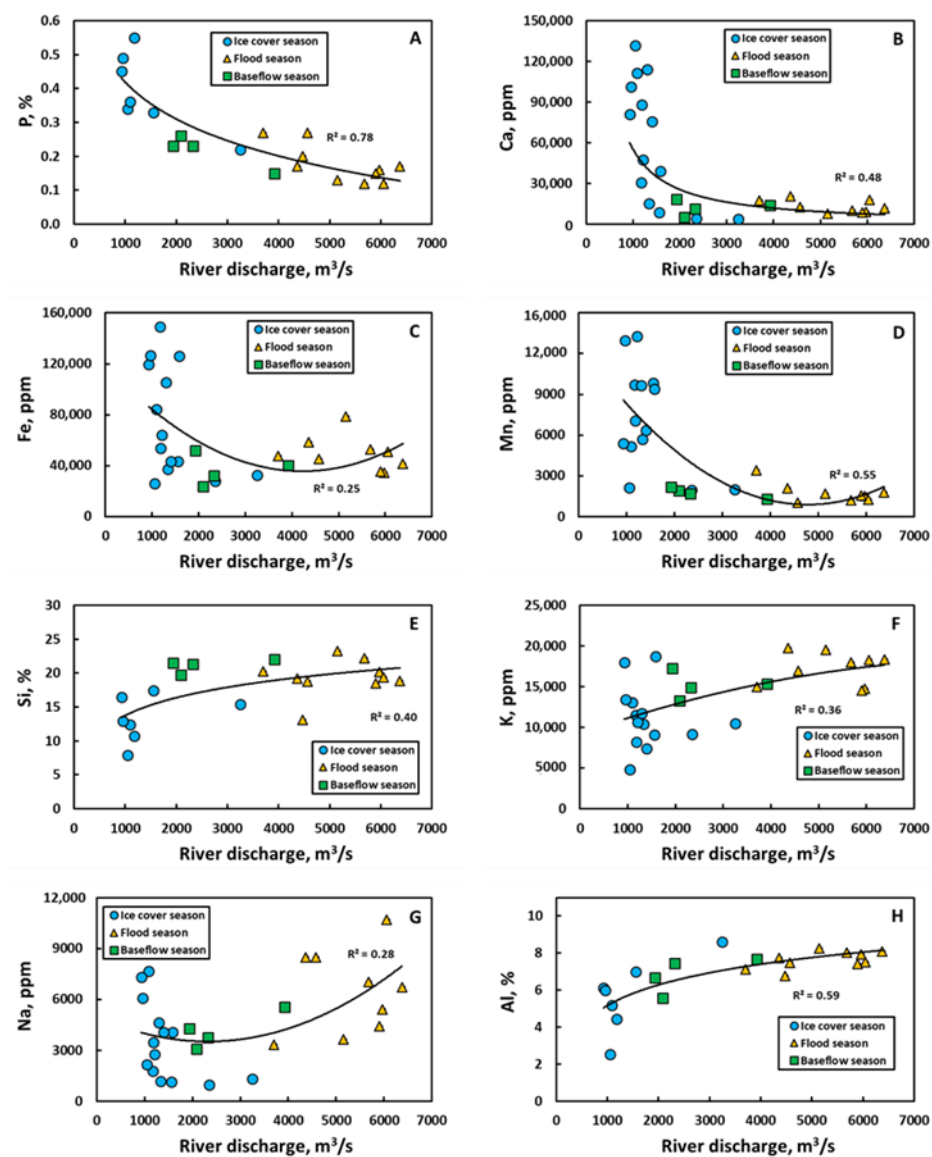 0.6
0.5
0.4
0.3
0.2
0.1
0.0
P, %
A
Ice cover season
Flood season
Baseflow season
R² = 0.78
0 1000 2000 3000 4000 5000 6000 7000
River discharge, m³/s
150,000
120,000
90,000
60,000
30,000
0
Ca, ppm
B
Ice cover season
Flood season
Baseflow season
R² = 0.48
0 1000 2000 3000 4000 5000 6000 7000
River discharge, m³/s
160,000
120,000
80,000
40,000
0
Fe, ppm
C
Ice cover season
Flood season
Baseflow season
R² = 0.25
0 1000 2000 3000 4000 5000 6000 7000
River discharge, m³/s
16,000
12,000
9000
6000
3000
0
Mn, ppm
D
Ice cover season
Flood season
Baseflow season
R² = 0.55
0 1000 2000 3000 4000 5000 6000 7000
River discharge, m³/s
30
25
20
15
10
5
0
Si, %
E
R² = 0.40
Ice cover season
Flood season
Baseflow season
0 1000 2000 3000 4000 5000 6000 7000
River discharge, m³/s
25,000
20,000
15,000
10,000
5000
0
K, ppm
F
R² = 0.36
Ice cover season
Flood season
Baseflow season
0 1000 2000 3000 4000 5000 6000 7000
River discharge, m³/s
12,000
9000
6000
3000
0
Na, ppm
G
Ice cover season
Flood season
Baseflow season
R² = 0.28
0 1000 2000 3000 4000 5000 6000 7000
River discharge, m³/s
10
8
6
4
2
0
Al, %
H
R² = 0.59
Ice cover season
Flood season
Baseflow season
0 1000 2000 3000 4000 5000 6000 7000
River discharge, m³/s